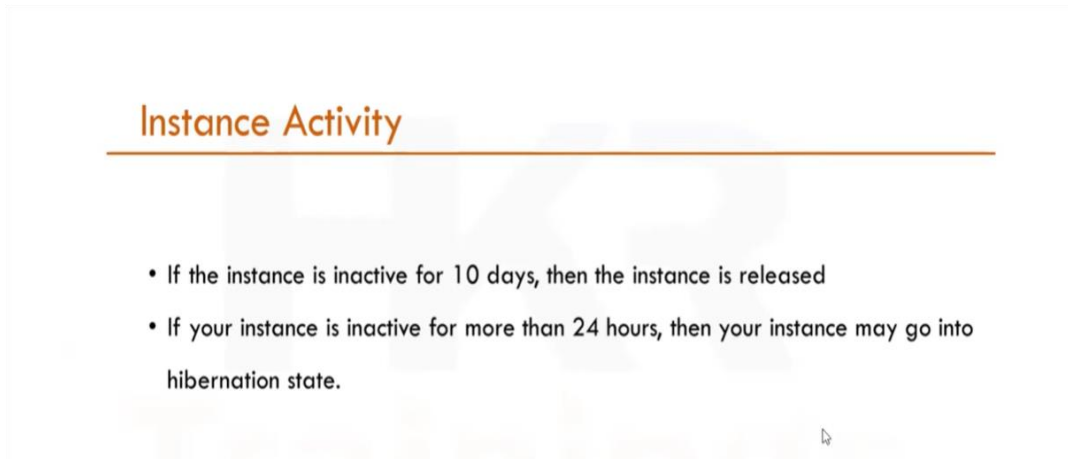 Instance Activity
• If the instance is inactive for 10 days, then the instance is released
• If your instance is inactive for more than 24 hours, then your instance may go into
hibernation state.
HKR